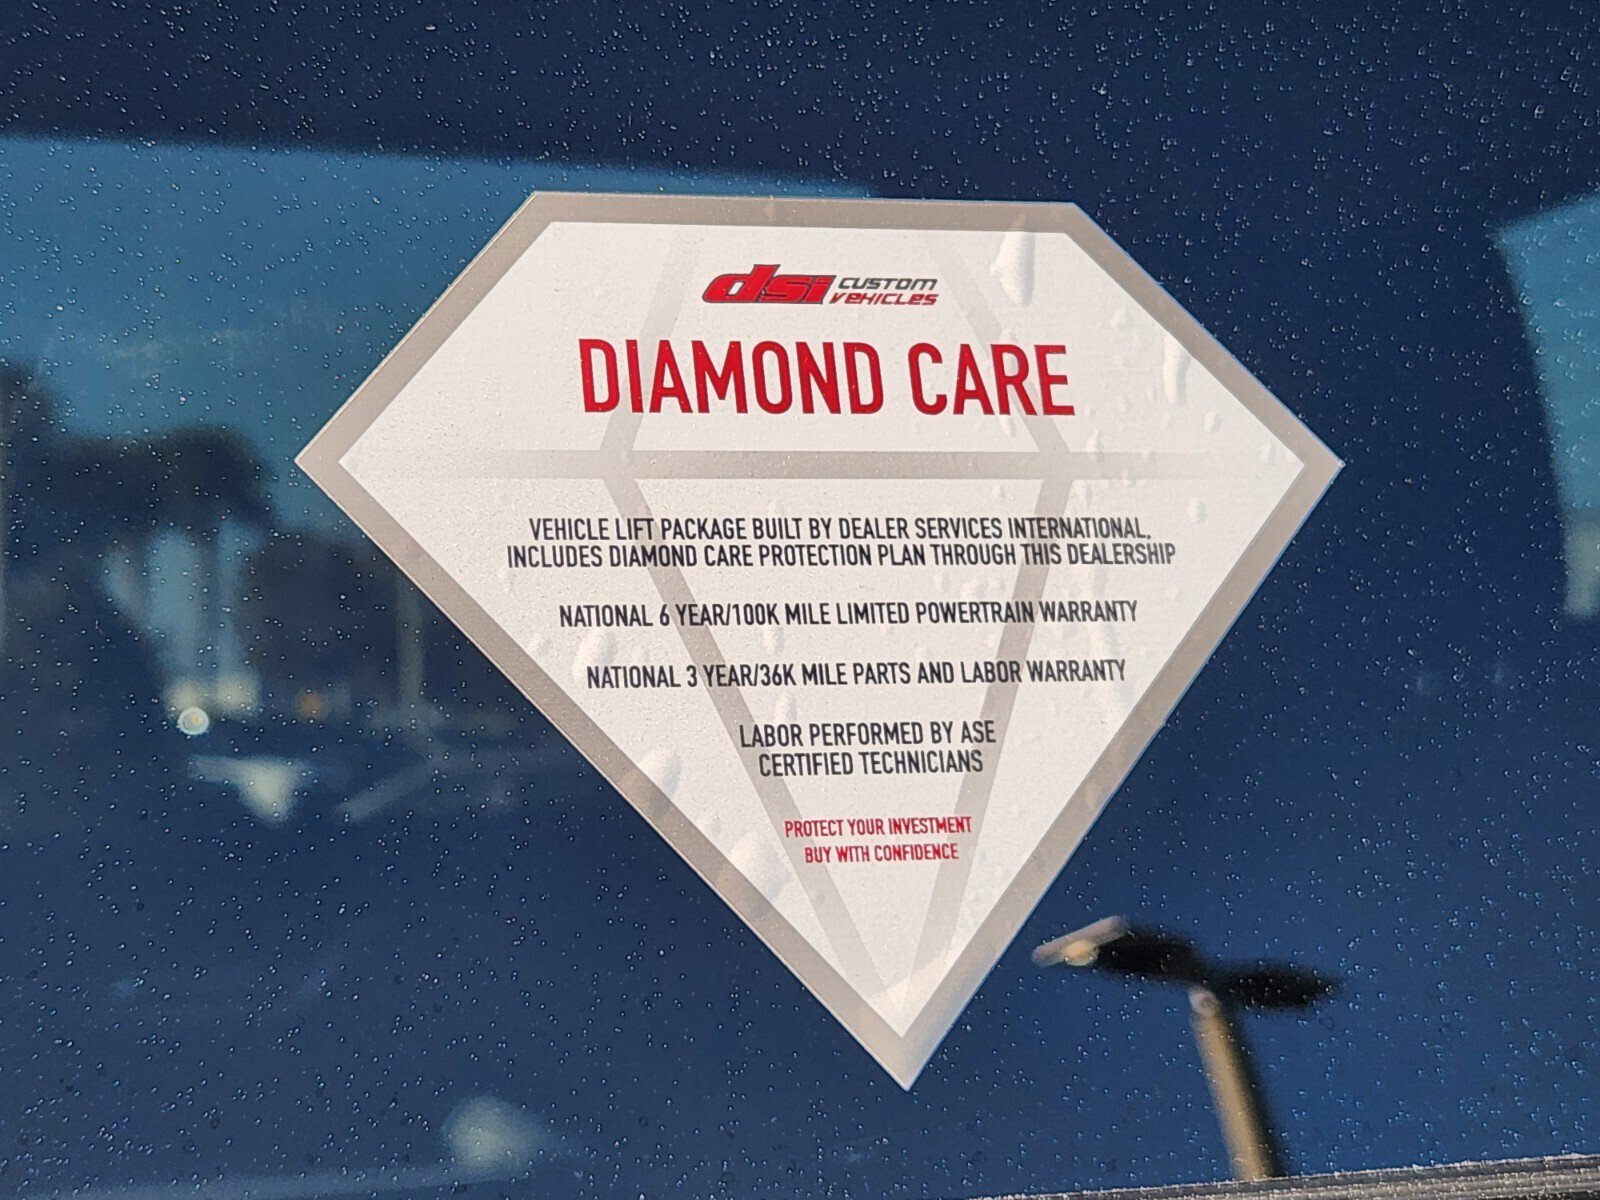 dsi CUSTOM
VEHICLES
DIAMOND CARE
VEHICLE LIFT PACKAGE BUILT BY DEALER SERVICES INTERNATIONAL.
INCLUDES DIAMOND CARE PROTECTION PLAN THROUGH THIS DEALERSHIP
NATIONAL 6 YEAR/100K MILE LIMITED POWERTRAIN WARRANTY
NATIONAL 3 YEAR/36K MILE PARTS AND LABOR WARRANTY
LABOR PERFORMED BY ASE
CERTIFIED TECHNICIANS
PROTECT YOUR INVESTMENT
BUY WITH CONFIDENCE